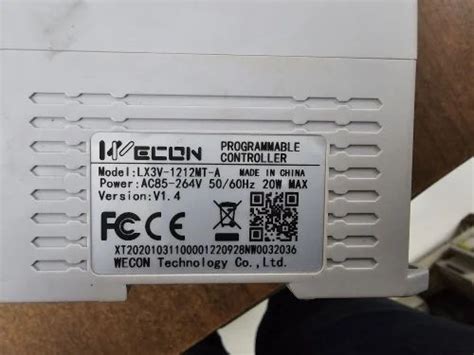 WECON PROGRAMMABLE
CONTROLLER
Model:LX3V-1212MT-A MADE IN CHINA
Power:AC85-264V 50/60Hz 20W MAX
Version:V1.4
FC CE
XT20201031100001220928NW0032036
WECON Technology Co.,Ltd.